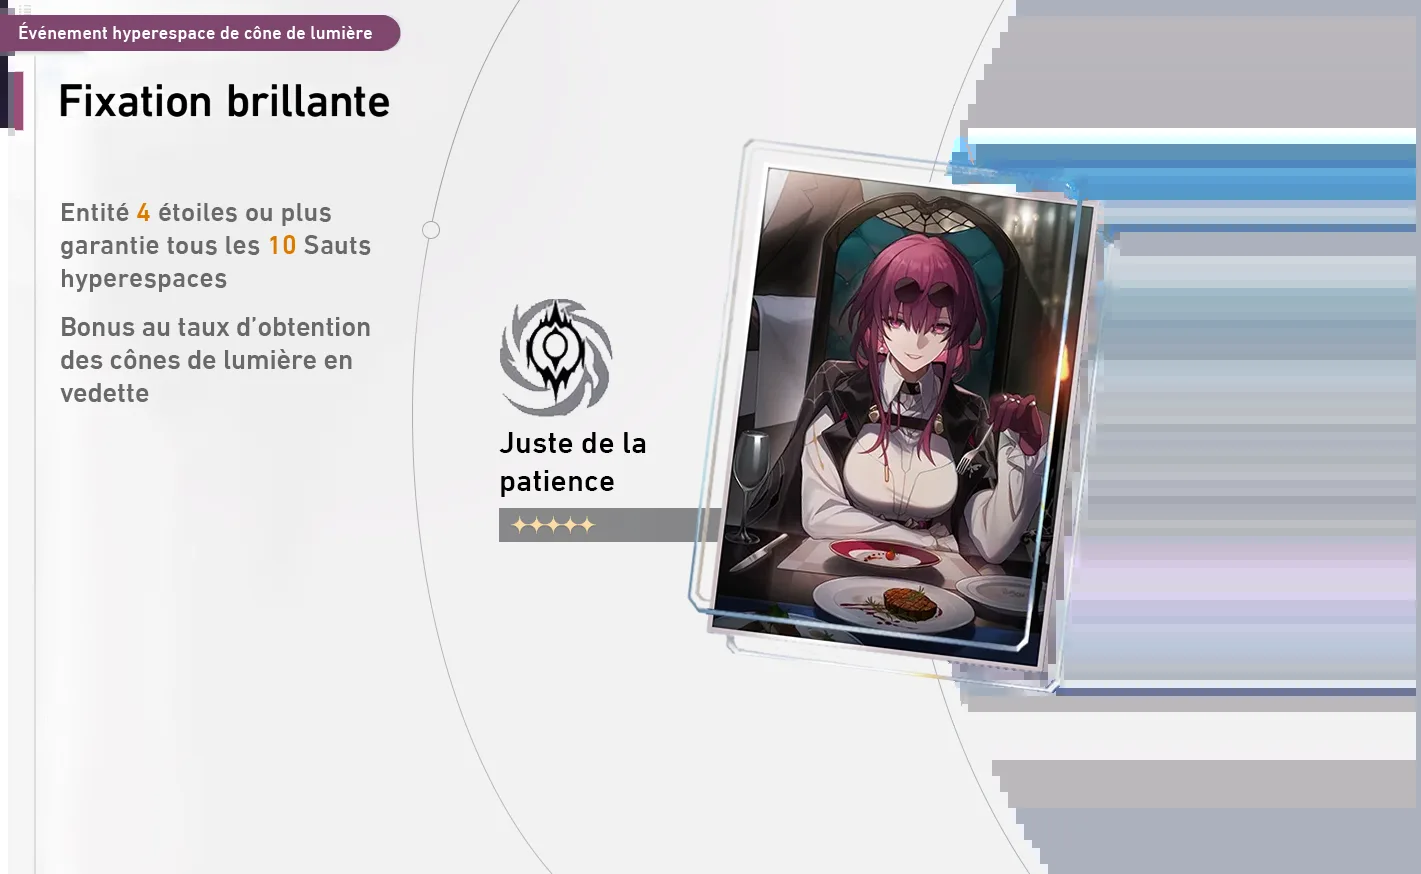 Événement hyperespace de cône de lumière
Fixation brillante
Entité 4 étoiles ou plus
garantie tous les 10 Sauts
hyperespaces
Bonus au taux d’obtention
des cônes de lumière en
vedette
Juste de la
patience